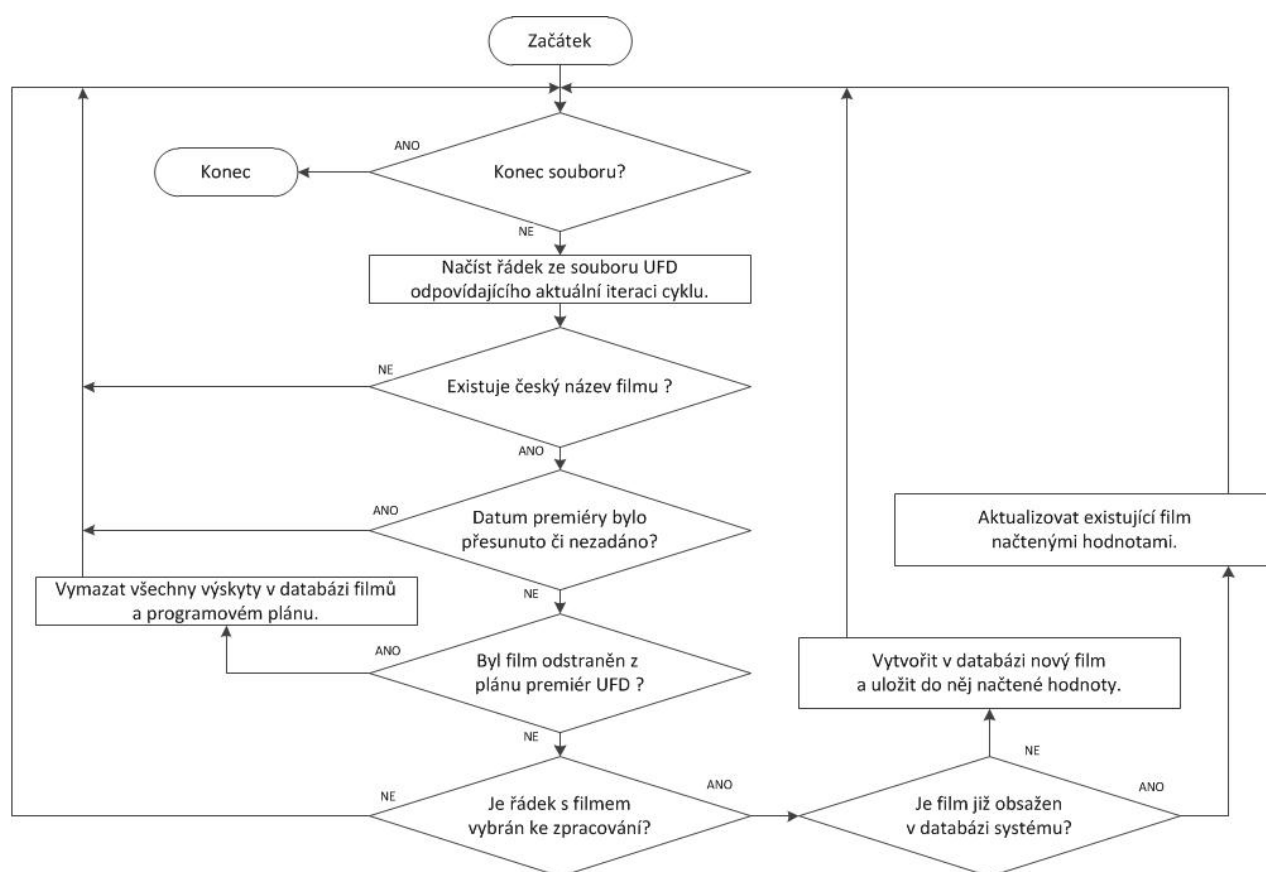 Začátek
ANO
Konec
Konec souboru?
NE
Načíst řádek ze souboru UFD
odpovídajícího aktuální iteraci cyklu.
NE
Existuje český název filmu ?
ANO
ANO
Datum premiéry bylo
přesunuto či nezadáno?
Aktualizovat existující film
načtenými hodnotami.
Vymazat všechny výskyty v databázi filmů
a programovém plánu.
NE
ANO
Byl film odstraněn z
plánu premiér UFD ?
Vytvořit v databázi nový film
a uložit do něj načtené hodnoty.
NE
NE
NE
Je řádek s filmem
vybrán ke zpracování?
ANO
Je film již obsažen
v databázi systému?
ANO